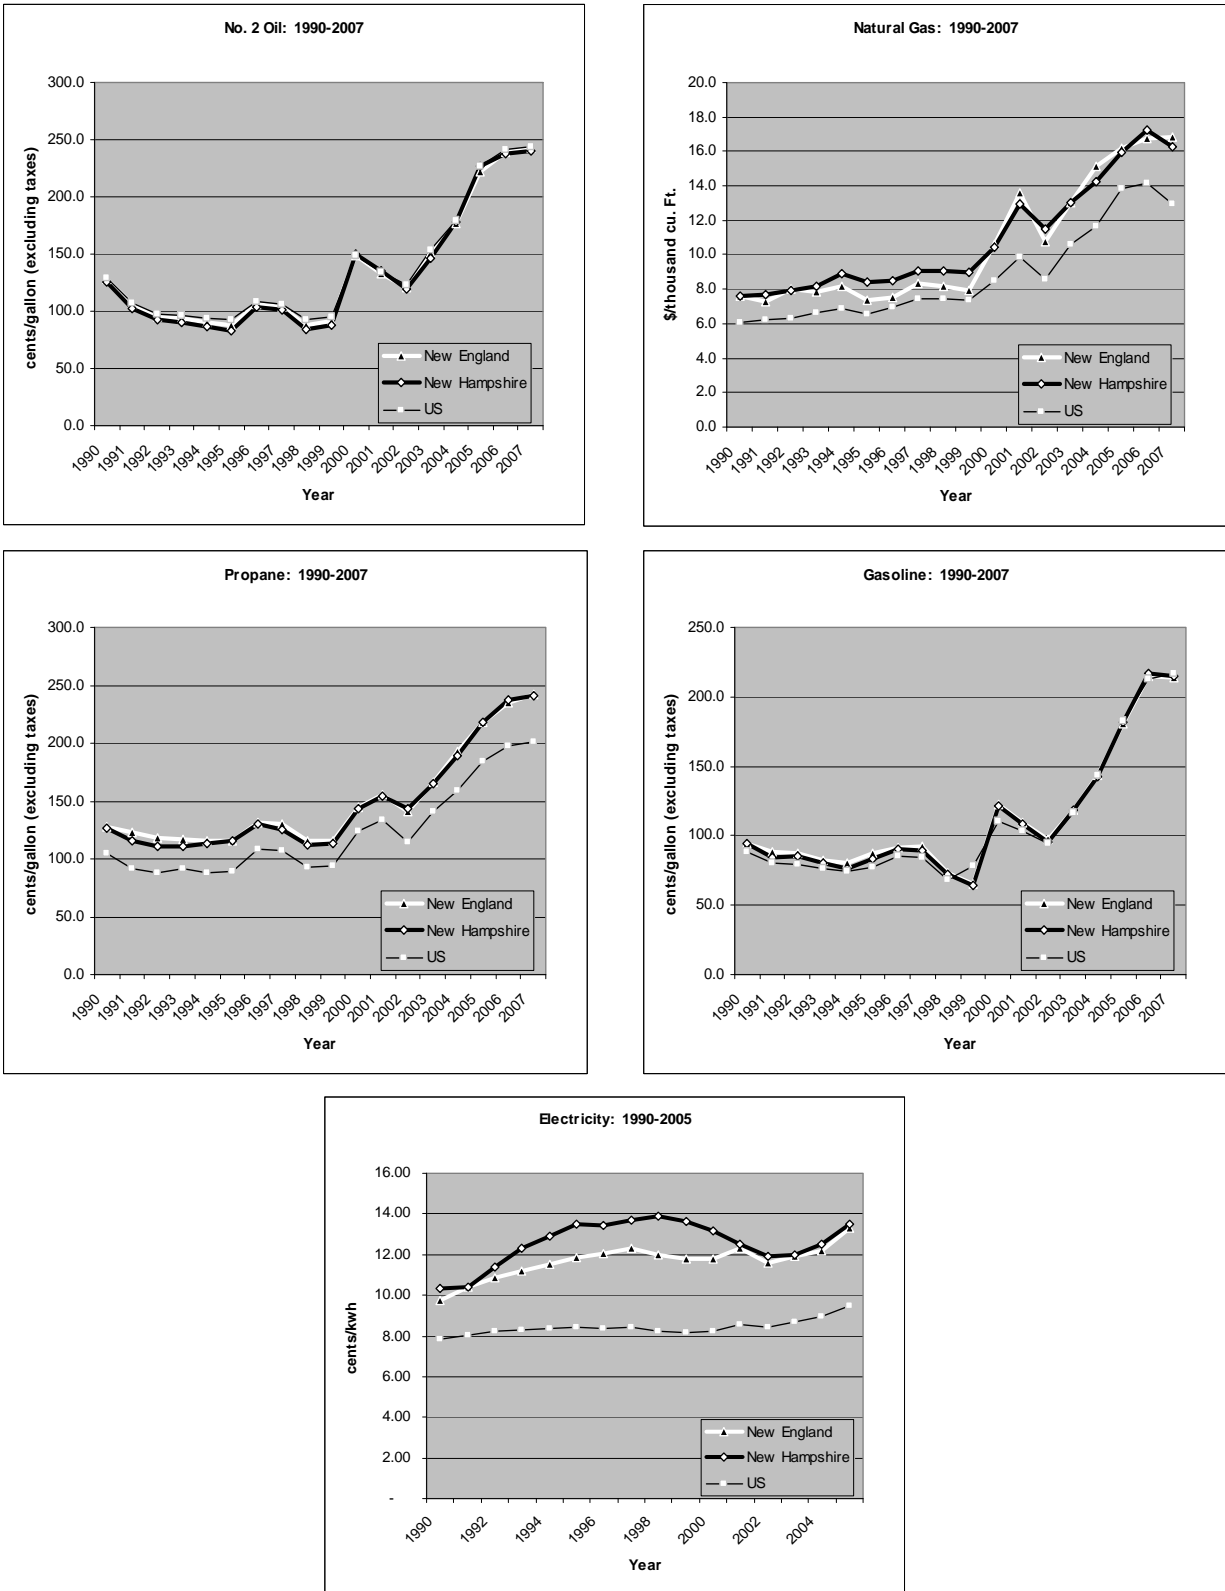 No. 2 Oil: 1990-2007
300.0
250.0
200.0
150.0
100.0
50.0
0.0
cents/gallon (excluding taxes)
New England
New Hampshire
US
1990 1991 1992 1993 1994 1995 1996 1997 1998 1999 2000 2001 2002 2003 2004 2005 2006 2007
Year
Natural Gas: 1990-2007
20.0
18.0
16.0
14.0
12.0
10.0
8.0
6.0
4.0
2.0
0.0
$/thousand cu. Ft.
New England
New Hampshire
US
1990 1991 1992 1993 1994 1995 1996 1997 1998 1999 2000 2001 2002 2003 2004 2005 2006 2007
Year
Propane: 1990-2007
300.0
250.0
200.0
150.0
100.0
50.0
0.0
cents/gallon (excluding taxes)
New England
New Hampshire
US
1990 1991 1992 1993 1994 1995 1996 1997 1998 1999 2000 2001 2002 2003 2004 2005 2006 2007
Year
Gasoline: 1990-2007
250.0
200.0
150.0
100.0
50.0
0.0
cents/gallon (excluding taxes)
New England
New Hampshire
US
1990 1991 1992 1993 1994 1995 1996 1997 1998 1999 2000 2001 2002 2003 2004 2005 2006 2007
Year
Electricity: 1990-2005
16.00
14.00
12.00
10.00
8.00
6.00
4.00
2.00
-
cents/kwh
New England
New Hampshire
US
1990 1992 1994 1996 1998 2000 2002 2004
Year